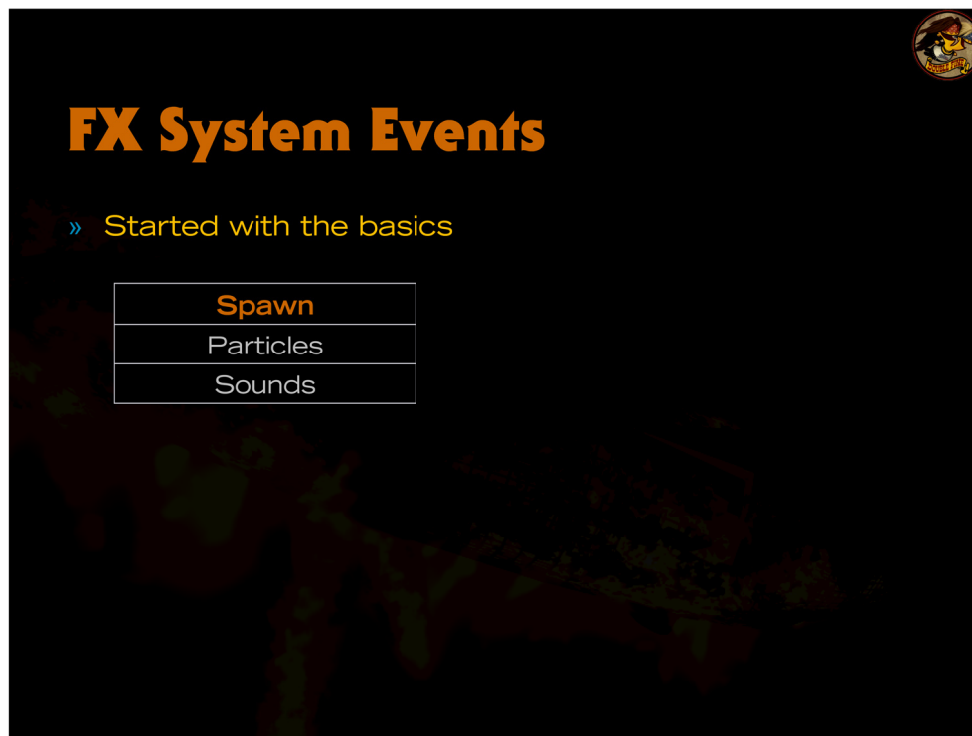 FX System Events
» Started with the basics
Spawn
Particles
Sounds